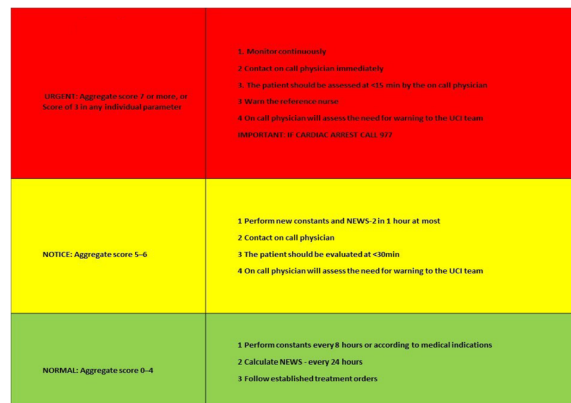 URGENT: Aggregate score 7 or more, or
Score of 3 in any individual parameter
1. Monitor continuously
2 Contact on call physician immediately
3. The patient should be assessed at <15 min by the on call physician
3 Warn the reference nurse
4 On call physician will assess the need for warning to the UCI team
IMPORTANT: IF CARDIAC ARREST CALL 977
NOTICE: Aggregate score 5–6
1 Perform new constants and NEWS-2 in 1 hour at most
2 Contact on call physician
3 The patient should be evaluated at <30min
4 On call physician will assess the need for warning to the UCI team
NORMAL: Aggregate score 0–4
1 Perform constants every 8 hours or according to medical indications
2 Calculate NEWS - every 24 hours
3 Follow established treatment orders